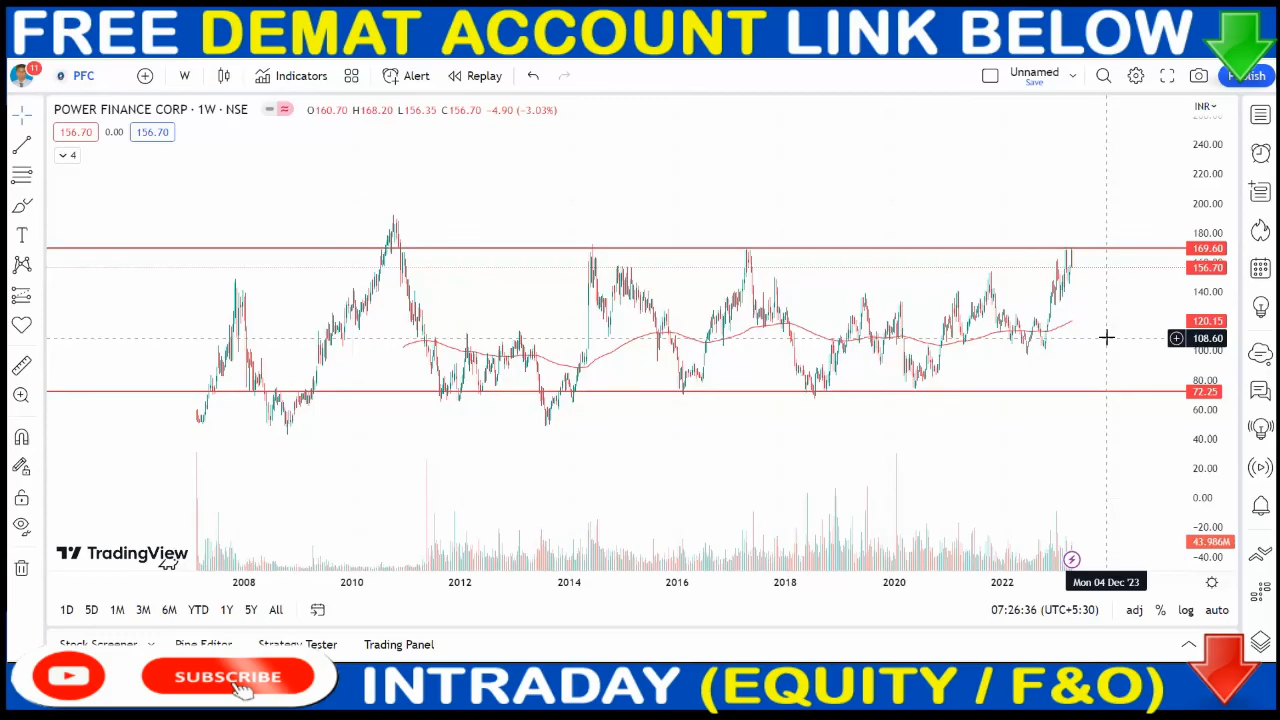 FREE DEMAT ACCOUNT LINK BELOW
11 PFC W Indicators Alert Replay Unnamed Save Publish
POWER FINANCE CORP · 1W · NSE O160.70 H168.20 L156.35 C156.70 -4.90 (-3.03%) INR
156.70 0.00 156.70
4
240.00
220.00
200.00
180.00
169.60
156.70
140.00
120.15
108.60
100.00
80.00
72.25
60.00
40.00
20.00
0.00
-20.00
43.986M
-40.00
TradingView
2008 2010 2012 2014 2016 2018 2020 2022
Mon 04 Dec '23
1D 5D 1M 3M 6M YTD 1Y 5Y All 07:26:36 (UTC+5:30) adj % log auto
Stock Screener Pine Editor Strategy Tester Trading Panel
SUBSCRIBE INTRADAY (EQUITY / F&O)